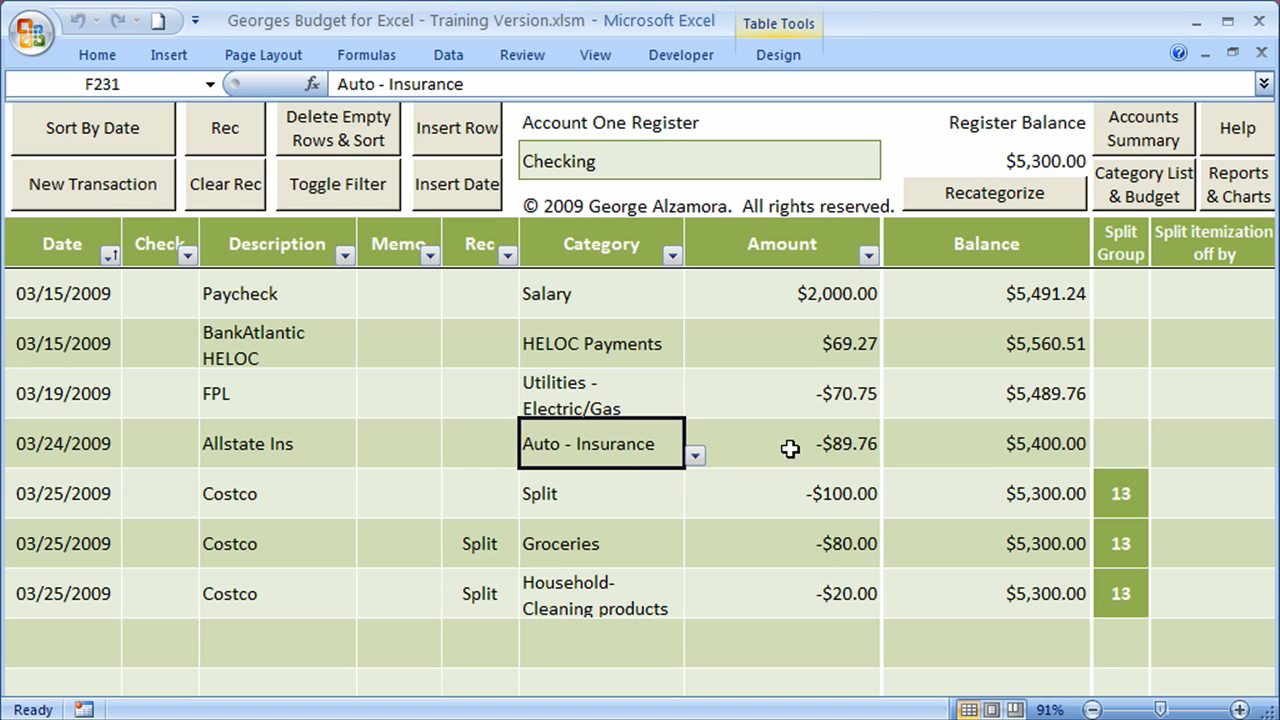 Georges Budget for Excel - Training Version.xlsm - Microsoft Excel
Table Tools
Home Insert Page Layout Formulas Data Review View Developer Design
F231 fx Auto - Insurance
Sort By Date
Rec
Delete Empty
Rows & Sort
Insert Row
Account One Register
Register Balance
Accounts
Summary
Help
Checking
$5,300.00
New Transaction
Clear Rec
Toggle Filter
Insert Date
Recategorize
Category List
& Budget
Reports
& Charts
© 2009 George Alzamora. All rights reserved.
Date Check Description Memo Rec Category Amount Balance
Split
Group
Split itemization
off by
03/15/2009 Paycheck Salary $2,000.00 $5,491.24
03/15/2009 BankAtlantic
HELOC
HELOC Payments $69.27 $5,560.51
03/19/2009 FPL Utilities -
Electric/Gas
-$70.75 $5,489.76
03/24/2009 Allstate Ins Auto - Insurance -$89.76 $5,400.00
03/25/2009 Costco Split -$100.00 $5,300.00 13
03/25/2009 Costco Split Groceries -$80.00 $5,300.00 13
03/25/2009 Costco Split Household-
Cleaning products
-$20.00 $5,300.00 13
Ready 91%